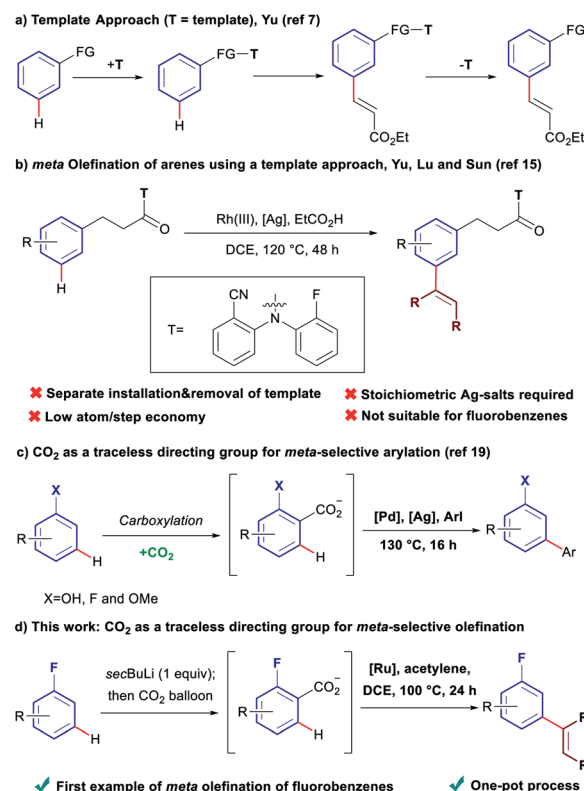 a) Template Approach (T = template), Yu (ref 7)
FG
+T
FG—T
FG—T
-T
FG
H
H
CO₂Et
CO₂Et
b) meta Olefination of arenes using a template approach, Yu, Lu and Sun (ref 15)
T
O
R
H
Rh(III), [Ag], EtCO₂H
DCE, 120 °C, 48 h
T
O
R
R
R
T=
CN
N
F
✖ Separate installation&removal of template
✖ Stoichiometric Ag-salts required
✖ Low atom/step economy
✖ Not suitable for fluorobenzenes
c) CO₂ as a traceless directing group for meta-selective arylation (ref 19)
X
R
H
Carboxylation
+CO₂
X
CO₂⁻
R
H
[Pd], [Ag], ArI
130 °C, 16 h
X
R
Ar
X=OH, F and OMe
d) This work: CO₂ as a traceless directing group for meta-selective olefination
F
R
H
secBuLi (1 equiv);
then CO₂ balloon
F
CO₂⁻
R
H
[Ru], acetylene,
DCE, 100 °C, 24 h
F
R
✔ First example of meta olefination of fluorobenzenes
✔ One-pot process